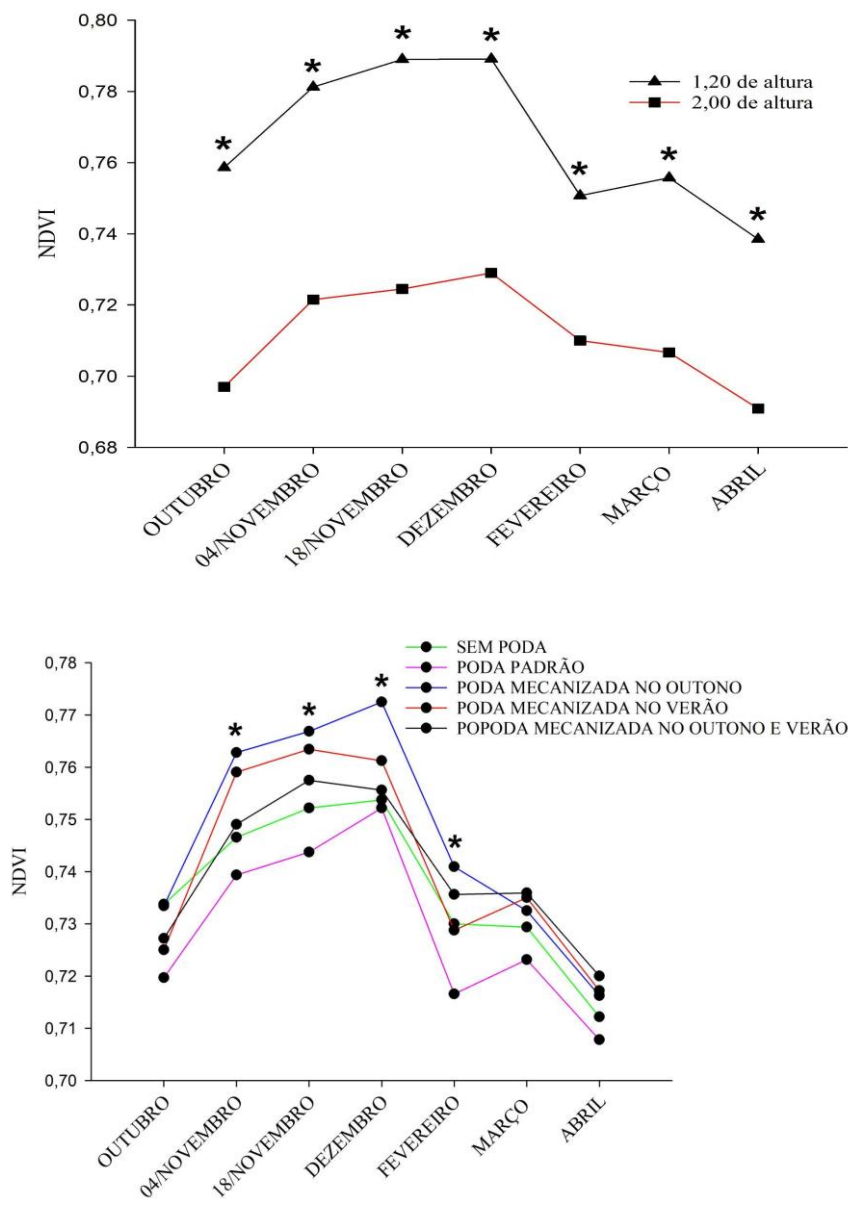 0,80
*
*
*
0,78
1,20 de altura
*
2,00 de altura
*
*
0,76
*
*
0,74
NDVI
0,72
0,70
0,68
OUTUBRO
04/NOVEMBRO
18/NOVEMBRO
DEZEMBRO
FEVEREIRO
MARÇO
ABRIL
SEM PODA
PODA PADRÃO
PODA MECANIZADA NO OUTONO
PODA MECANIZADA NO VERÃO
POPODA MECANIZADA NO OUTONO E VERÃO
0,78
*
*
*
0,77
0,76
0,75
*
0,74
NDVI
0,73
0,72
0,71
0,70
OUTUBRO
04/NOVEMBRO
18/NOVEMBRO
DEZEMBRO
FEVEREIRO
MARÇO
ABRIL